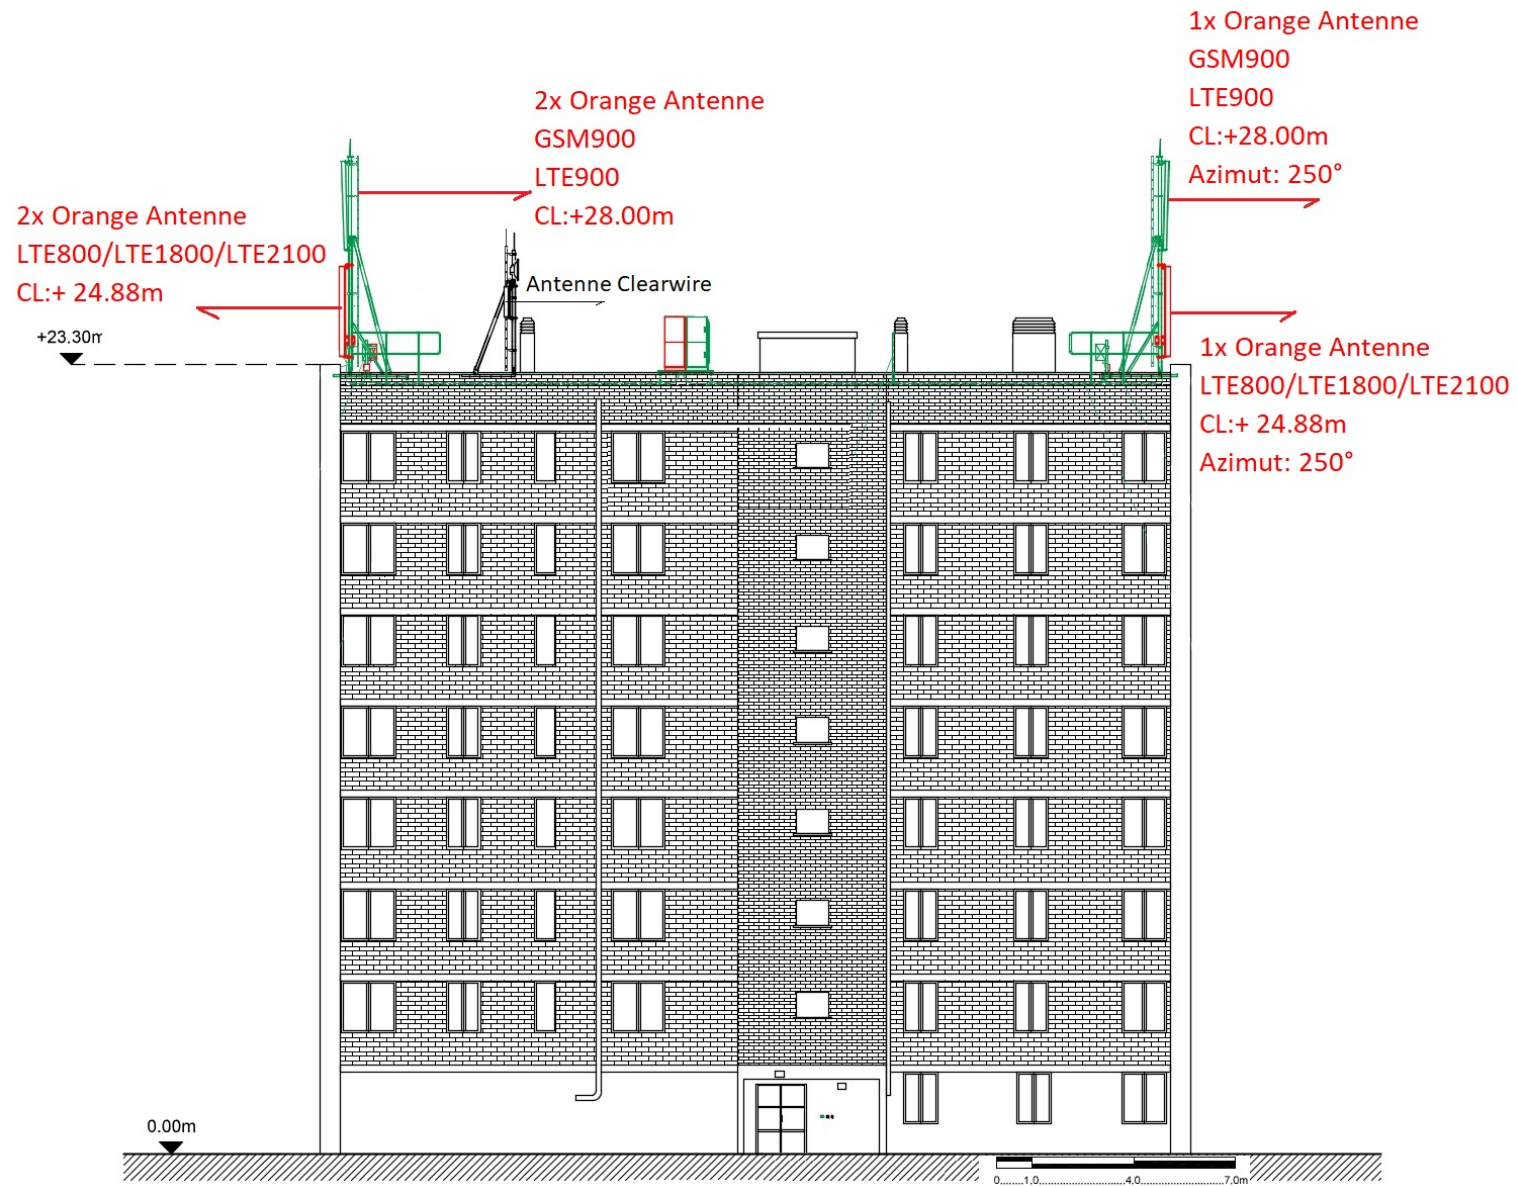 1x Orange Antenne
GSM900
LTE900
CL:+28.00m
Azimut: 250°
2x Orange Antenne
GSM900
LTE900
CL:+28.00m
2x Orange Antenne
LTE800/LTE1800/LTE2100
CL:+ 24.88m
Antenne Clearwire
+23.30m
1x Orange Antenne
LTE800/LTE1800/LTE2100
CL:+ 24.88m
Azimut: 250°
0.00m
0 1,0 4,0 7,0m